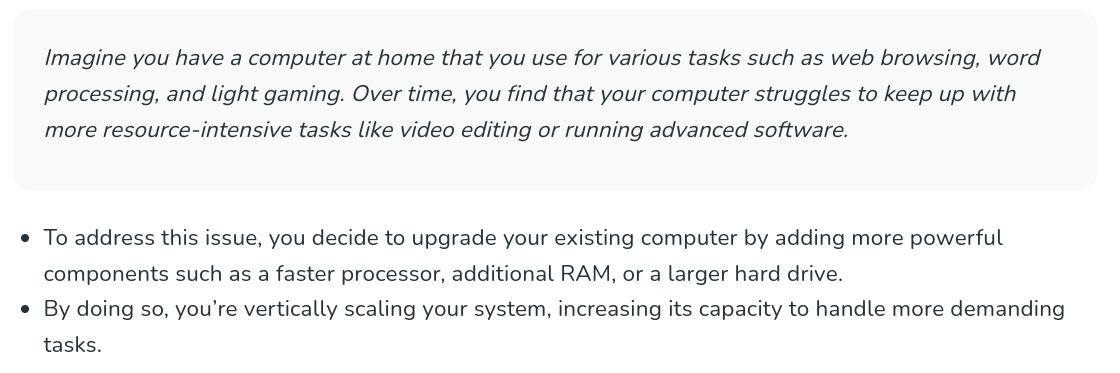 Imagine you have a computer at home that you use for various tasks such as web browsing, word
processing, and light gaming. Over time, you find that your computer struggles to keep up with
more resource-intensive tasks like video editing or running advanced software.
• To address this issue, you decide to upgrade your existing computer by adding more powerful
components such as a faster processor, additional RAM, or a larger hard drive.
• By doing so, you’re vertically scaling your system, increasing its capacity to handle more demanding
tasks.